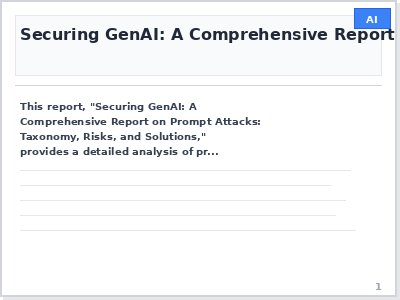 AI
Securing GenAI: A Comprehensive Report
This report, "Securing GenAI: A
Comprehensive Report on Prompt Attacks:
Taxonomy, Risks, and Solutions,"
provides a detailed analysis of pr...
1